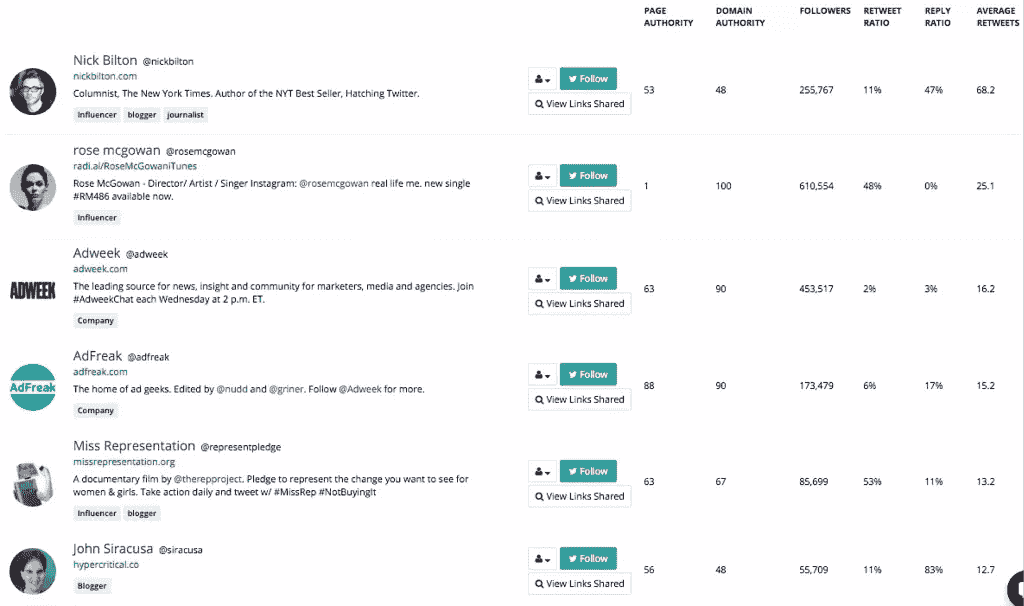 PAGE AUTHORITY DOMAIN AUTHORITY FOLLOWERS RETWEET RATIO REPLY RATIO AVERAGE RETWEETS
Nick Bilton @nickbilton
nickbilton.com
Columnist, The New York Times. Author of the NYT Best Seller, Hatching Twitter.
Influencer blogger journalist
Follow
View Links Shared
53 48 255,767 11% 47% 68.2
rose mcgowan @rosemcgowan
radi.al/RoseMcGowaniTunes
Rose McGowan - Director/ Artist / Singer Instagram: @rosemcgowan real life me. new single
#RM486 available now.
Influencer
Follow
View Links Shared
1 100 610,554 48% 0% 25.1
ADWEEK
Adweek @adweek
adweek.com
The leading source for news, insight and community for marketers, media and agencies. Join
#AdweekChat each Wednesday at 2 p.m. ET.
Company
Follow
View Links Shared
63 90 453,517 2% 3% 16.2
AdFreak
AdFreak @adfreak
adfreak.com
The home of ad geeks. Edited by @nudd and @griner. Follow @Adweek for more.
Company
Follow
View Links Shared
88 90 173,479 6% 17% 15.2
Miss Representation @representpledge
missrepresentation.org
A documentary film by @therepproject. Pledge to represent the change you want to see for
women & girls. Take action daily and tweet w/ #MissRep #NotBuyingIt
Influencer blogger
Follow
View Links Shared
63 67 85,699 53% 11% 13.2
John Siracusa @siracusa
hypercritical.co
Blogger
Follow
View Links Shared
56 48 55,709 11% 83% 12.7